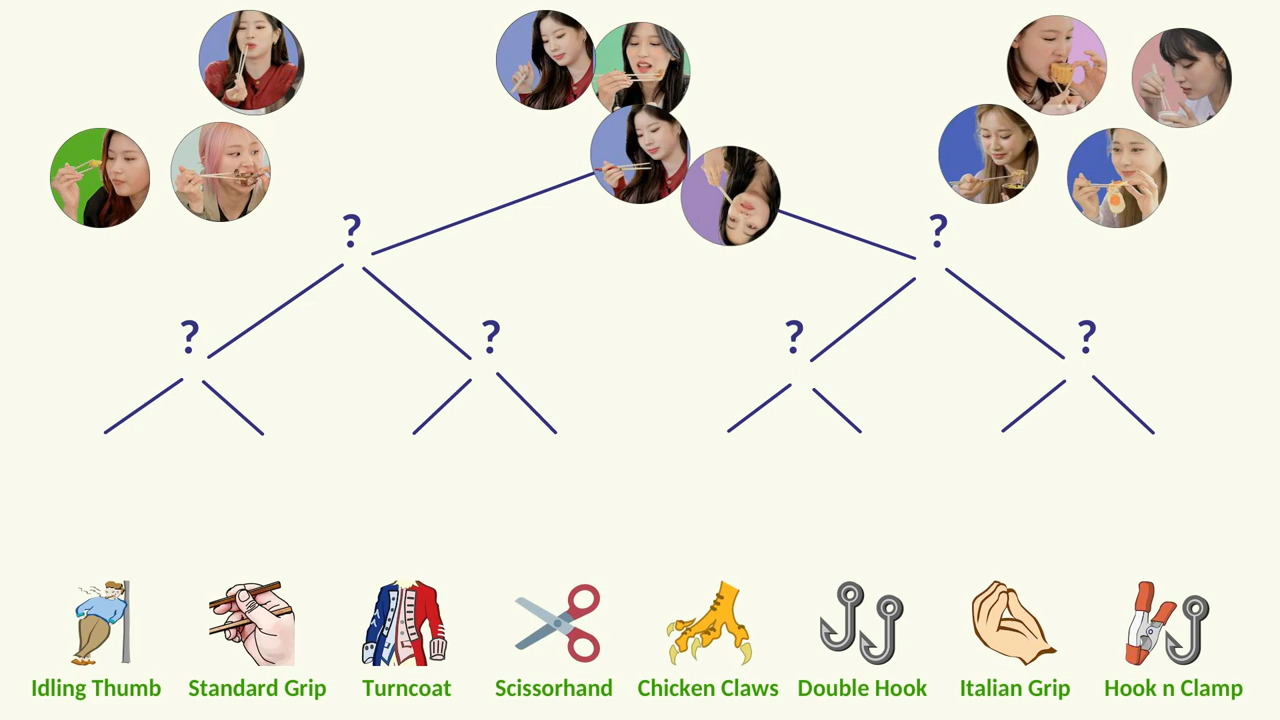 ?
?
?
?
?
?
Idling Thumb
Standard Grip
Turncoat
Scissorhand
Chicken Claws
Double Hook
Italian Grip
Hook n Clamp